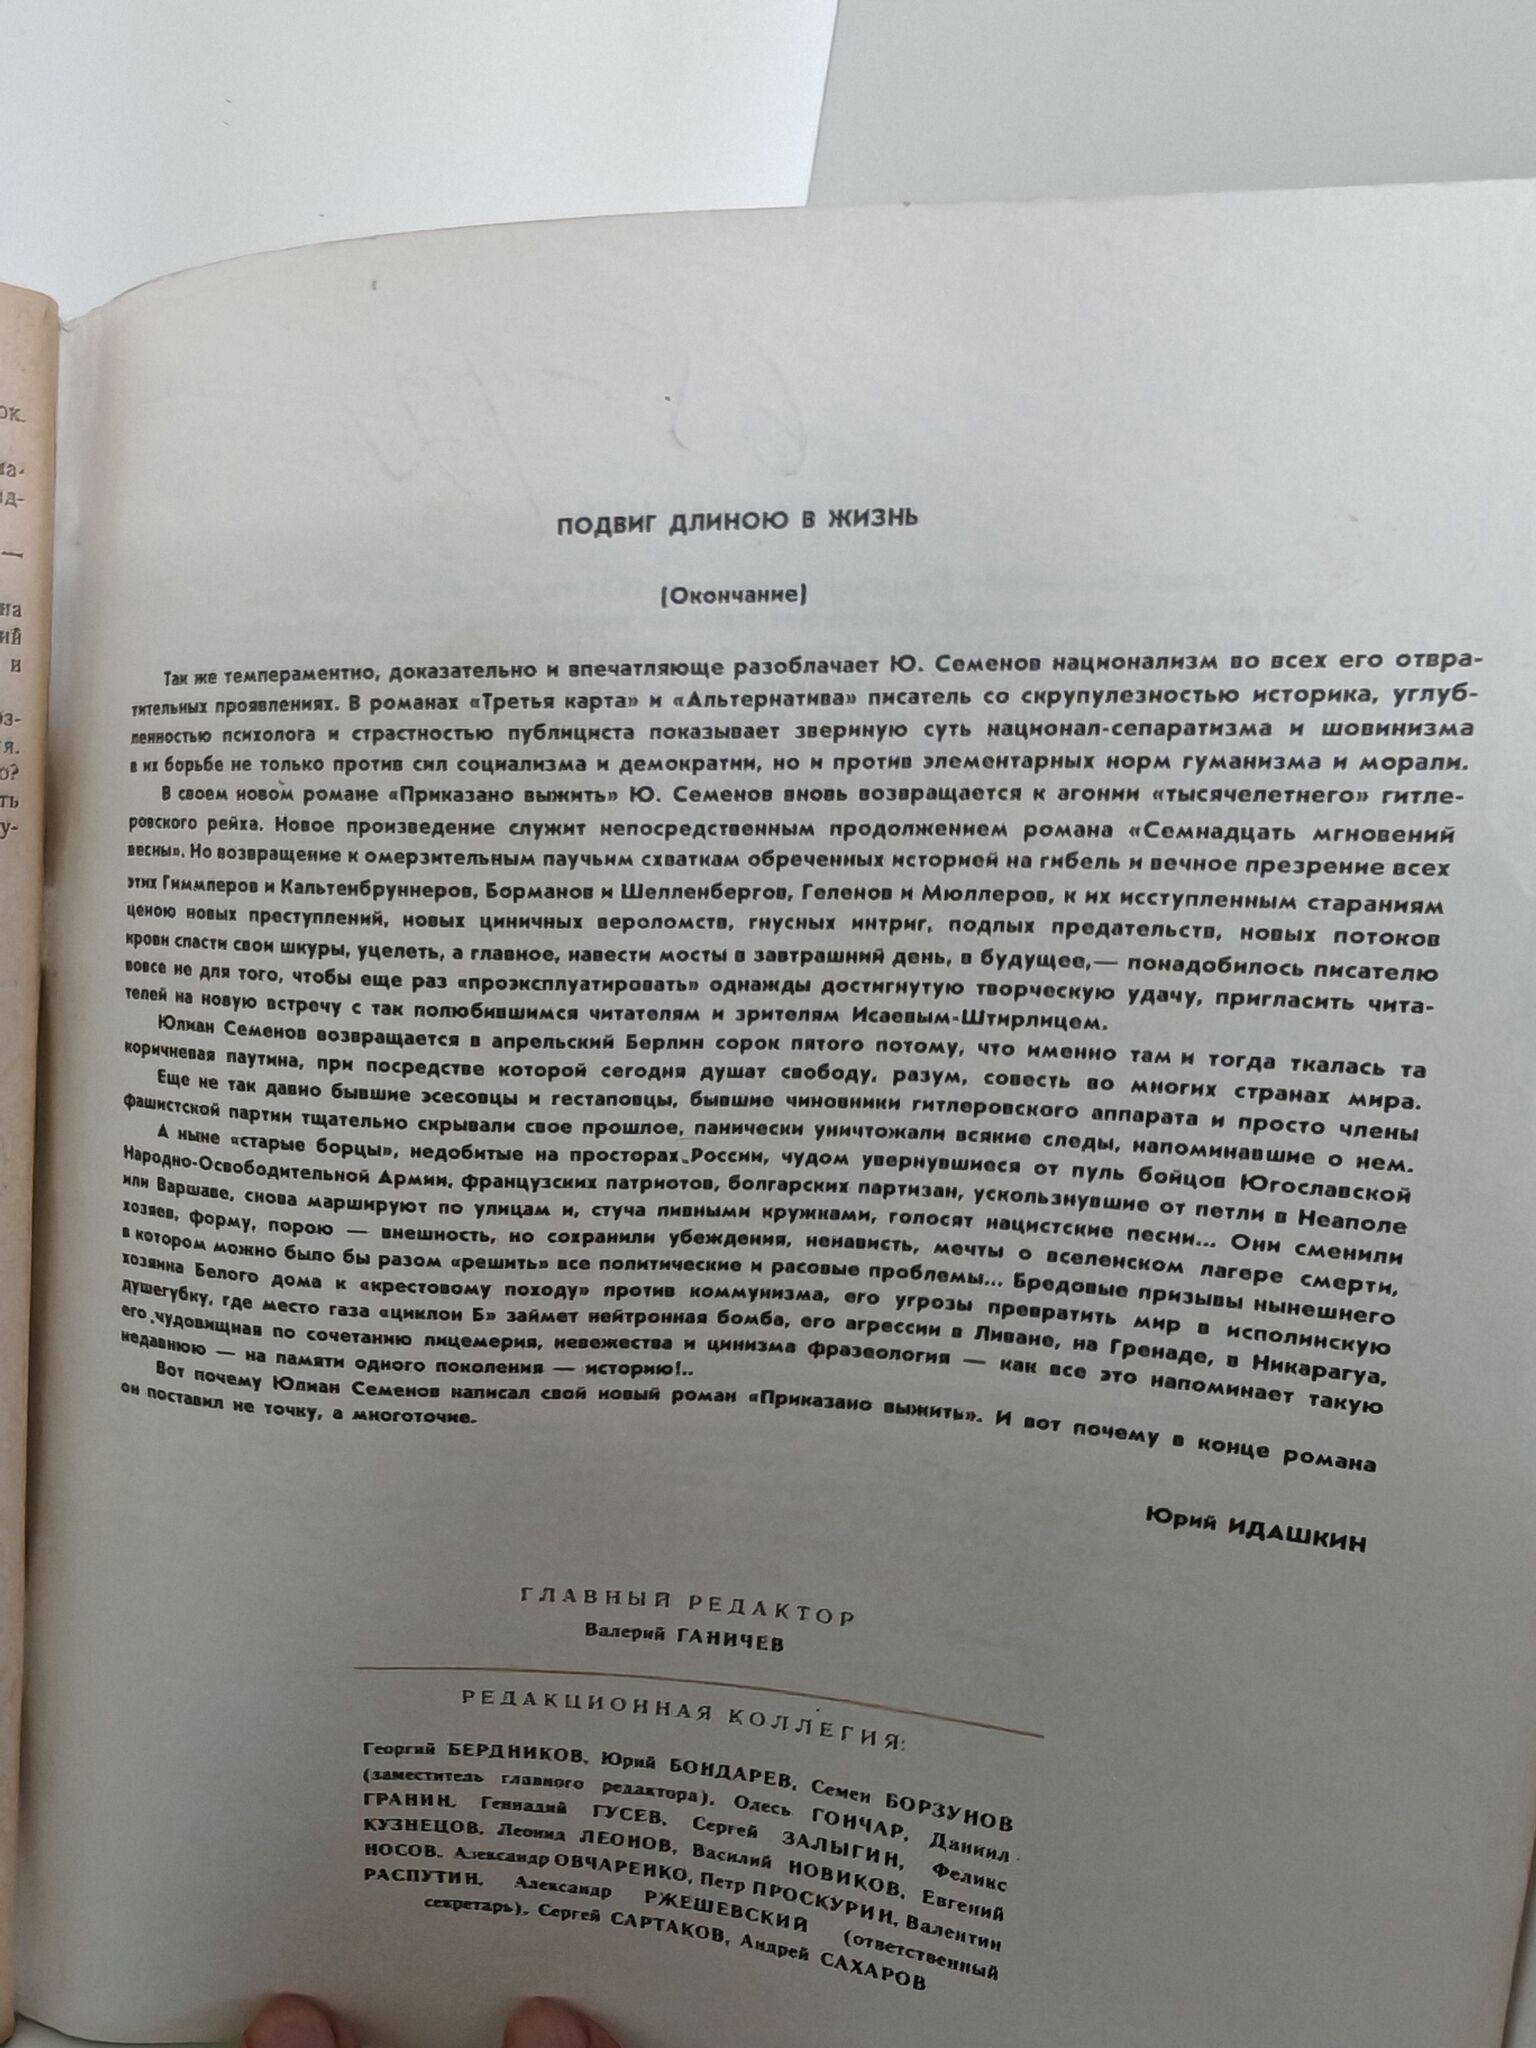 ок.
на
ий
и
я.
о?
ть
у-
ПОДВИГ ДЛИНОЮ В ЖИЗНЬ
(Окончание)
Так же темпераментно, доказательно и впечатляюще разоблачает Ю. Семенов национализм во всех его отвра-
тительных проявлениях. В романах «Третья карта» и «Альтернатива» писатель со скрупулезностью историка, углуб-
ленностью психолога и страстностью публициста показывает звериную суть национал-сепаратизма и шовинизма
в их борьбе не только против сил социализма и демократии, но и против элементарных норм гуманизма и морали.
В своем новом романе «Приказано выжить» Ю. Семенов вновь возвращается к агонии «тысячелетнего» гитле-
ровского рейха. Новое произведение служит непосредственным продолжением романа «Семнадцать мгновений
весны». Но возвращение к омерзительным паучьим схваткам обреченных историей на гибель и вечное презрение всех
этих Гиммлеров и Кальтенбруннеров, Борманов и Шелленбергов, Геленов и Мюллеров, к их исступленным стараниям
ценою новых преступлений, новых циничных вероломств, гнусных интриг, подлых предательств, новых потоков
крови спасти свои шкуры, уцелеть, а главное, навести мосты в завтрашний день, в будущее,— понадобилось писателю
вовсе не для того, чтобы еще раз «проэксплуатировать» однажды достигнутую творческую удачу, пригласить чита-
телей на новую встречу с так полюбившимся читателям и зрителям Исаевым-Штирлицем.
Юлиан Семенов возвращается в апрельский Берлин сорок пятого потому, что именно там и тогда ткалась та
коричневая паутина, при посредстве которой сегодня душат свободу, разум, совесть во многих странах мира.
Еще не так давно бывшие эсесовцы и гестаповцы, бывшие чиновники гитлеровского аппарата и просто члены
фашистской партии тщательно скрывали свое прошлое, панически уничтожали всякие следы, напоминавшие о нем.
А ныне «старые борцы», недобитые на просторах России, чудом увернувшиеся от пуль бойцов Югославской
Народно-Освободительной Армии, французских патриотов, болгарских партизан, ускользнувшие от петли в Неаполе
или Варшаве, снова маршируют по улицам и, стуча пивными кружками, голосят нацистские песни... Они сменили
хозяев, форму, порою — внешность, но сохранили убеждения, ненависть, мечты о вселенском лагере смерти,
в котором можно было бы разом «решить» все политические и расовые проблемы... Бредовые призывы нынешнего
хозяина Белого дома к «крестовому походу» против коммунизма, его угрозы превратить мир в исполинскую
душегубку, где место газа «циклон Б» займет нейтронная бомба, его агрессии в Ливане, на Гренаде, в Никарагуа,
его чудовищная по сочетанию лицемерия, невежества и цинизма фразеология — как все это напоминает такую
недавнюю — на памяти одного поколения — историю!..
Вот почему Юлиан Семенов написал свой новый роман «Приказано выжить». И вот почему в конце романа
он поставил не точку, а многоточие.
Юрий ИДАШКИН
ГЛАВНЫЙ РЕДАКТОР
Валерий ГАНИЧЕВ
РЕДАКЦИОННАЯ КОЛЛЕГИЯ:
Георгий БЕРДНИКОВ, Юрий БОНДАРЕВ, Семен БОРЗУНОВ
(заместитель главного редактора), Олесь ГОНЧАР, Даниил
ГРАНИН, Геннадий ГУСЕВ, Сергей ЗАЛЫГИН, Феликс
КУЗНЕЦОВ, Леонид ЛЕОНОВ, Василий НОВИКОВ, Евгений
НОСОВ, Александр ОВЧАРЕНКО, Петр ПРОСКУРИН, Валентин
РАСПУТИН, Александр РЖЕШЕВСКИЙ (ответственный
секретарь), Сергей САРТАКОВ, Андрей САХАРОВ